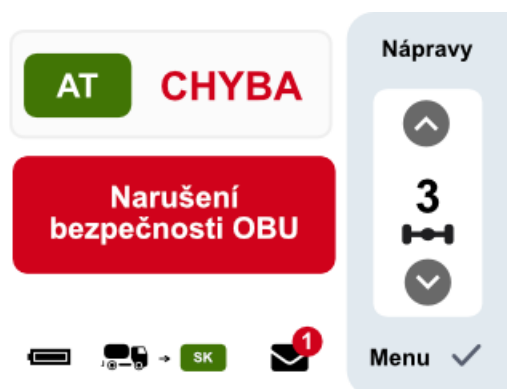 AT CHYBA
Narušení
bezpečnosti OBU
SK
1
Nápravy
3
Menu